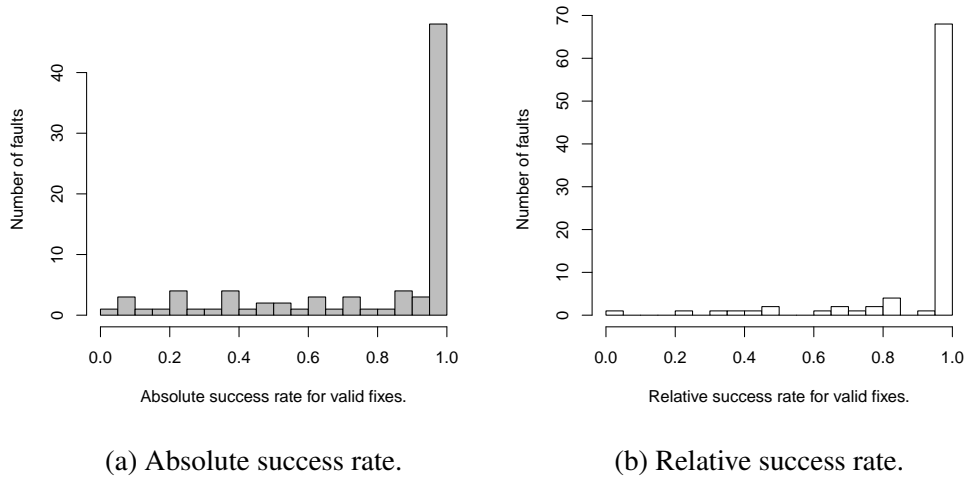 Number of faults
40
30
20
10
0
0.0 0.2 0.4 0.6 0.8 1.0
Absolute success rate for valid fixes.
(a) Absolute success rate.
Number of faults
70
60
50
40
30
20
10
0
0.0 0.2 0.4 0.6 0.8 1.0
Relative success rate for valid fixes.
(b) Relative success rate.